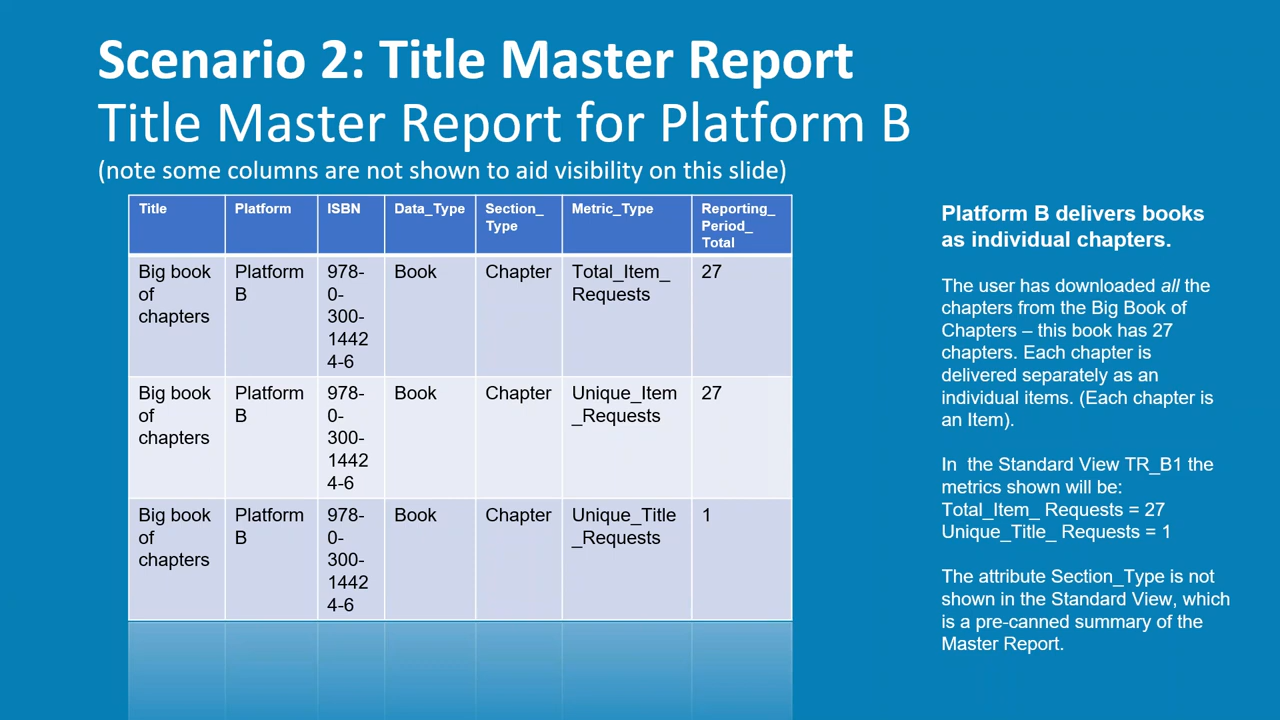 Scenario 2: Title Master Report
Title Master Report for Platform B
(note some columns are not shown to aid visibility on this slide)
Title Platform ISBN Data_Type Section_ Metric_Type Reporting_
Type Period_
Total
Big book Platform 978- Book Chapter Total_Item_ 27
of B 0- Requests
chapters 300-
1442
4-6
Big book Platform 978- Book Chapter Unique_Item 27
of B 0- _Requests
chapters 300-
1442
4-6
Big book Platform 978- Book Chapter Unique_Title 1
of B 0- _Requests
chapters 300-
1442
4-6
Platform B delivers books
as individual chapters.
The user has downloaded all the
chapters from the Big Book of
Chapters – this book has 27
chapters. Each chapter is
delivered separately as an
individual items. (Each chapter is
an Item).
In the Standard View TR_B1 the
metrics shown will be:
Total_Item_ Requests = 27
Unique_Title_ Requests = 1
The attribute Section_Type is not
shown in the Standard View, which
is a pre-canned summary of the
Master Report.